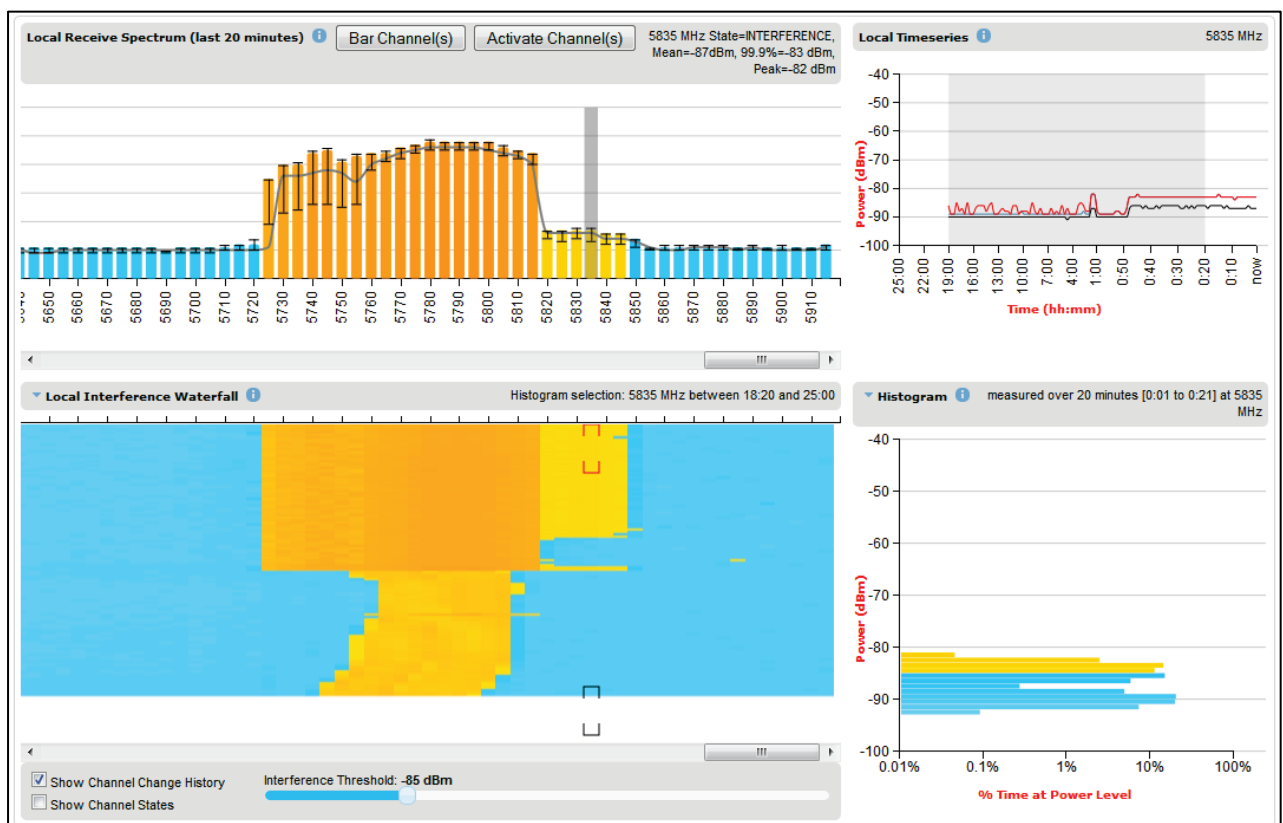 Local Receive Spectrum (last 20 minutes)
Bar Channel(s)
Activate Channel(s)
5835 MHz State=INTERFERENCE,
Mean=-87dBm, 99.9%=-83 dBm,
Peak=-82 dBm
5650
5660
5670
5680
5690
5700
5710
5720
5730
5740
5750
5760
5770
5780
5790
5800
5810
5820
5830
5840
5850
5860
5870
5880
5890
5900
5910
Local Timeseries
5835 MHz
-40
-50
-60
-70
-80
-90
-100
Power (dBm)
25:00
22:00
19:00
16:00
13:00
10:00
7:00
4:00
1:00
0:50
0:40
0:30
0:20
0:10
now
Time (hh:mm)
Local Interference Waterfall
Histogram selection: 5835 MHz between 18:20 and 25:00
Show Channel Change History
Show Channel States
Interference Threshold: -85 dBm
Histogram
measured over 20 minutes [0:01 to 0:21] at 5835
MHz
-40
-50
-60
-70
-80
-90
-100
Power (dBm)
0.01%
0.1%
1%
10%
100%
% Time at Power Level